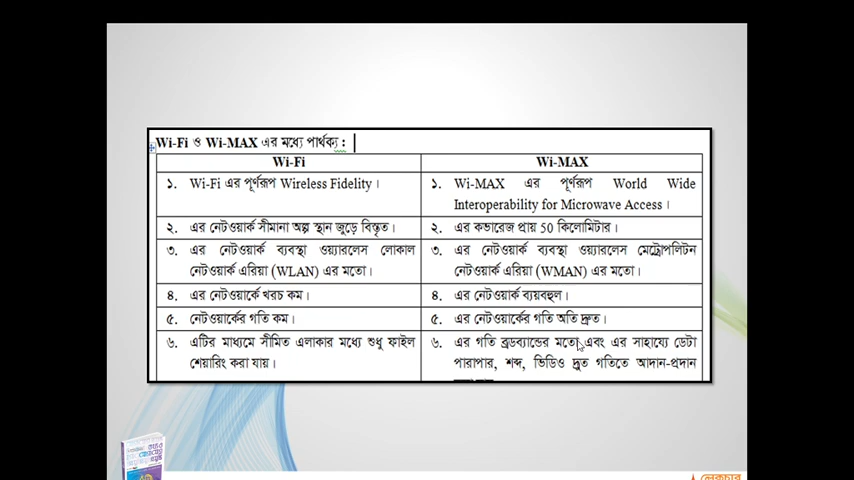 Wi-Fi ও Wi-MAX এর মধ্যে পার্থক্য :
Wi-Fi
Wi-MAX
১. Wi-Fi এর পূর্ণরূপ Wireless Fidelity।
১. Wi-MAX এর পূর্ণরূপ World Wide
Interoperability for Microwave Access।
২. এর নেটওয়ার্ক সীমানা অল্প স্থান জুড়ে বিস্তৃত।
২. এর কভারেজ প্রায় 50 কিলোমিটার।
৩. এর নেটওয়ার্ক ব্যবস্থা ওয়্যারলেস লোকাল
নেটওয়ার্ক এরিয়া (WLAN) এর মতো।
৩. এর নেটওয়ার্ক ব্যবস্থা ওয়্যারলেস মেট্রোপলিটন
নেটওয়ার্ক এরিয়া (WMAN) এর মতো।
৪. এর নেটওয়ার্কে খরচ কম।
৪. এর নেটওয়ার্ক ব্যয়বহুল।
৫. নেটওয়ার্কের গতি কম।
৫. এর নেটওয়ার্কের গতি অতি দ্রুত।
৬. এটির মাধ্যমে সীমিত এলাকার মধ্যে শুধু ফাইল
শেয়ারিং করা যায়।
৬. এর গতি ব্রডব্যান্ডের মতো এবং এর সাহায্যে ডেটা
পারাপার, শব্দ, ভিডিও দ্রুত গতিতে আদান-প্রদান
লেকচার